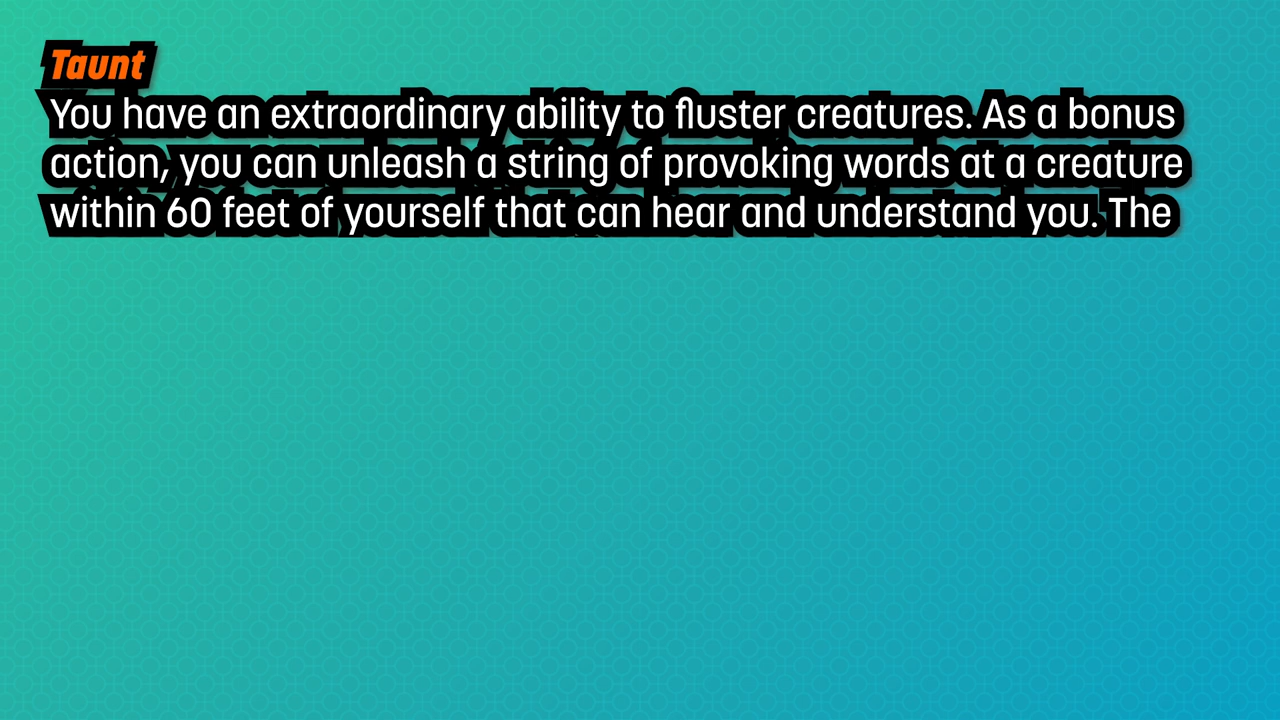 Taunt
You have an extraordinary ability to fluster creatures. As a bonus
action, you can unleash a string of provoking words at a creature
within 60 feet of yourself that can hear and understand you. The